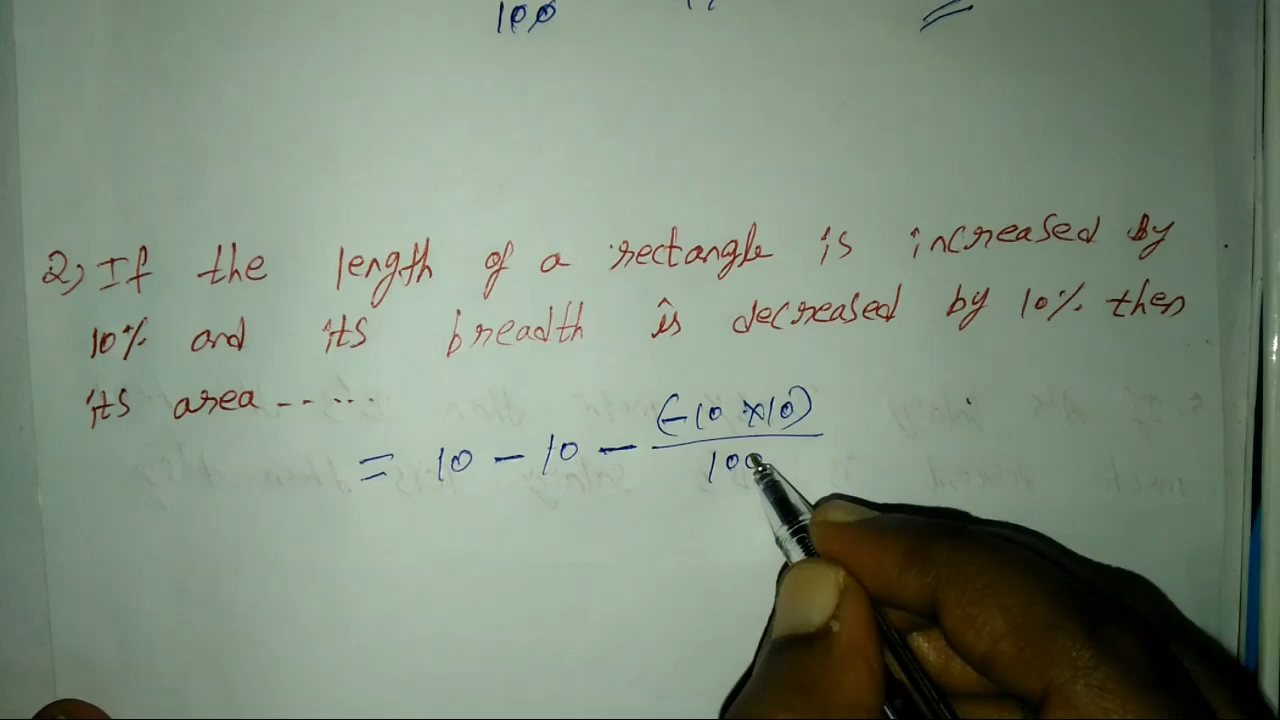 100
=
2) If the length of a rectangle is increased by
10% and its breadth is decreased by 10% then
its area ......
= 10 - 10 - (-10 × 10)
100